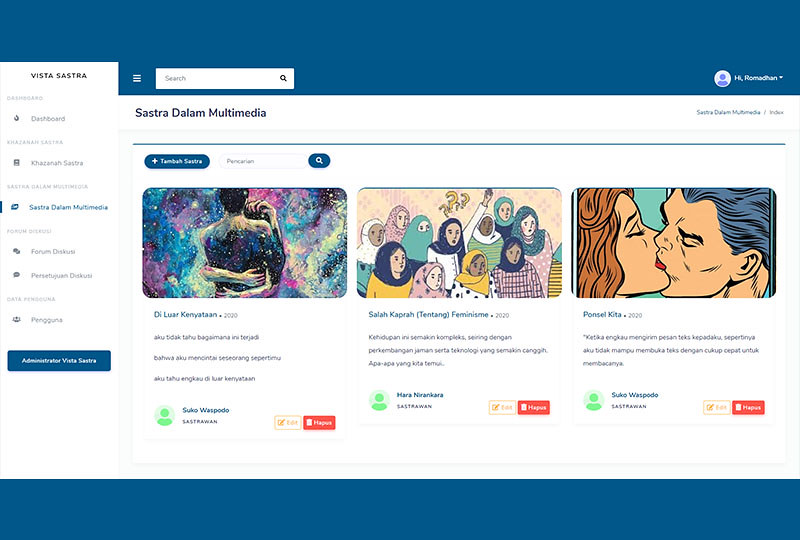 VISTA SASTRA
Search
Hi, Romadhan
DASHBOARD
Dashboard
KHAZANAH SASTRA
Khazanah Sastra
SASTRA DALAM MULTIMEDIA
Sastra Dalam Multimedia
FORUM DISKUSI
Forum Diskusi
Persetujuan Diskusi
DATA PENGGUNA
Pengguna
Administrator Vista Sastra
Sastra Dalam Multimedia
Sastra Dalam Multimedia / Index
+ Tambah Sastra
Pencarian
Di Luar Kenyataan • 2020
aku tidak tahu bagaimana ini terjadi
bahwa aku mencintai seseorang sepertimu
aku tahu engkau di luar kenyataan
Suko Waspodo
SASTRAWAN
Edit
Hapus
???
Salah Kaprah (Tentang) Feminisme • 2020
Kehidupan ini semakin kompleks, seiring dengan
perkembangan jaman serta teknologi yang semakin canggih.
Apa-apa yang kita temui..
Hara Nirankara
SASTRAWAN
Edit
Hapus
Ponsel Kita • 2020
"Ketika engkau mengirim pesan teks kepadaku, sepertinya
aku tidak mampu membuka teks dengan cukup cepat untuk
membacanya.
Suko Waspodo
SASTRAWAN
Edit
Hapus